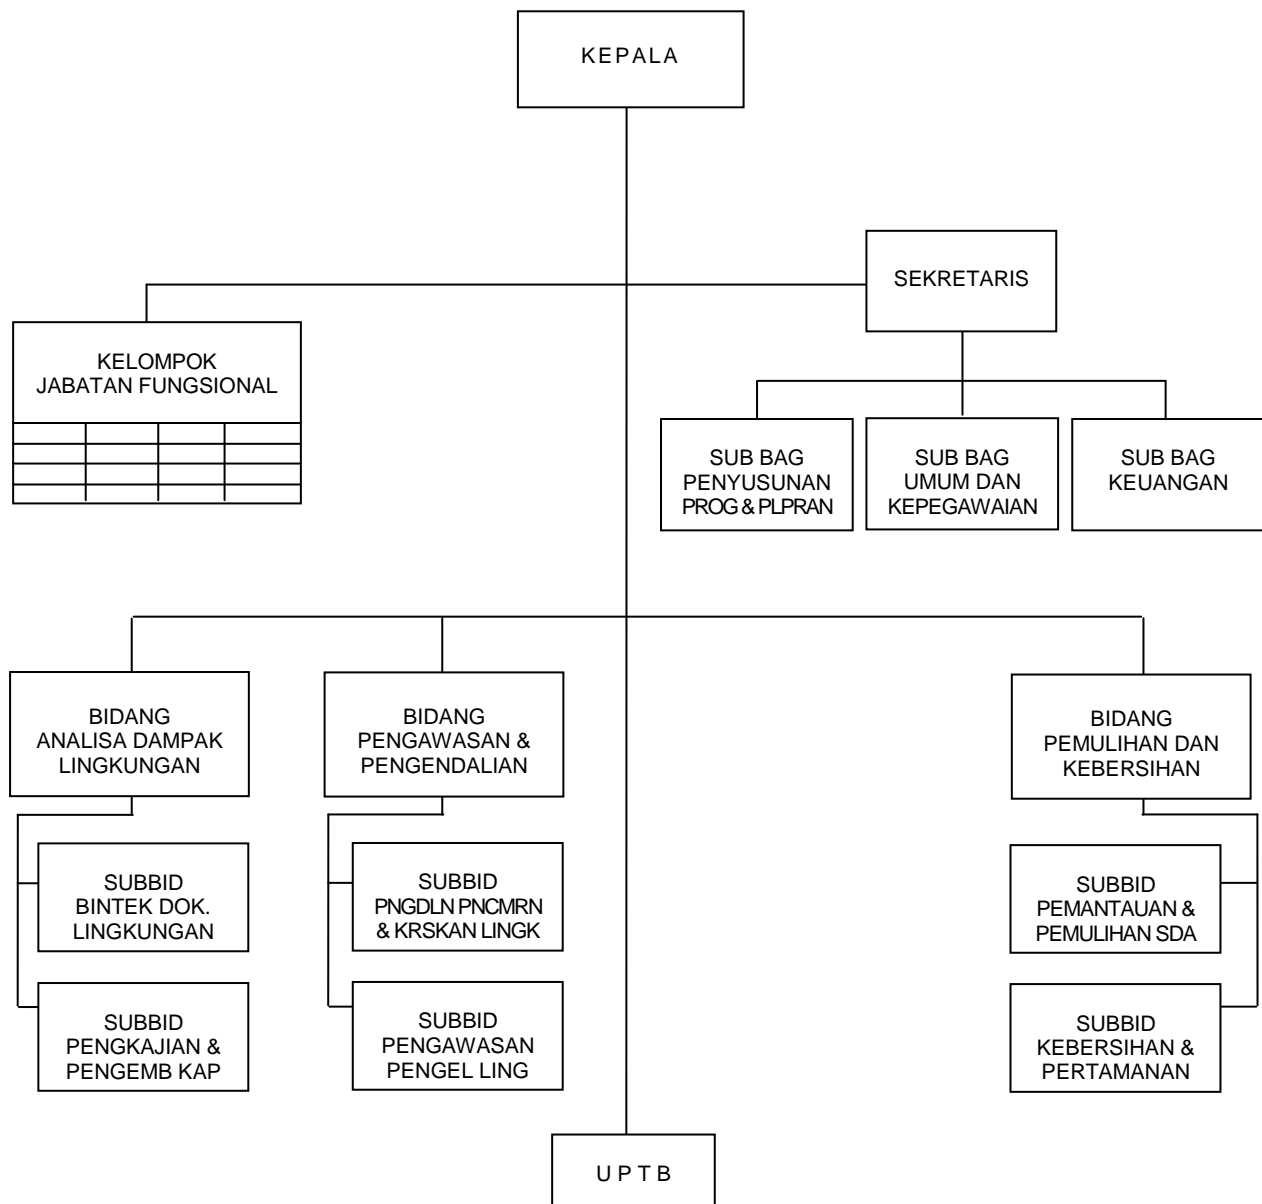 KEPALA
SEKRETARIS
KELOMPOK
JABATAN FUNGSIONAL
SUB BAG
PENYUSUNAN
PROG & PLPRAN
SUB BAG
UMUM DAN
KEPEGAWAIAN
SUB BAG
KEUANGAN
BIDANG
ANALISA DAMPAK
LINGKUNGAN
BIDANG
PENGAWASAN &
PENGENDALIAN
BIDANG
PEMULIHAN DAN
KEBERSIHAN
SUBBID
BINTEK DOK.
LINGKUNGAN
SUBBID
PNGDLN PNCMRN
& KRSKAN LINGK
SUBBID
PEMANTAUAN &
PEMULIHAN SDA
SUBBID
PENGKAJIAN &
PENGEMB KAP
SUBBID
PENGAWASAN
PENGEL LING
SUBBID
KEBERSIHAN &
PERTAMANAN
UPTB